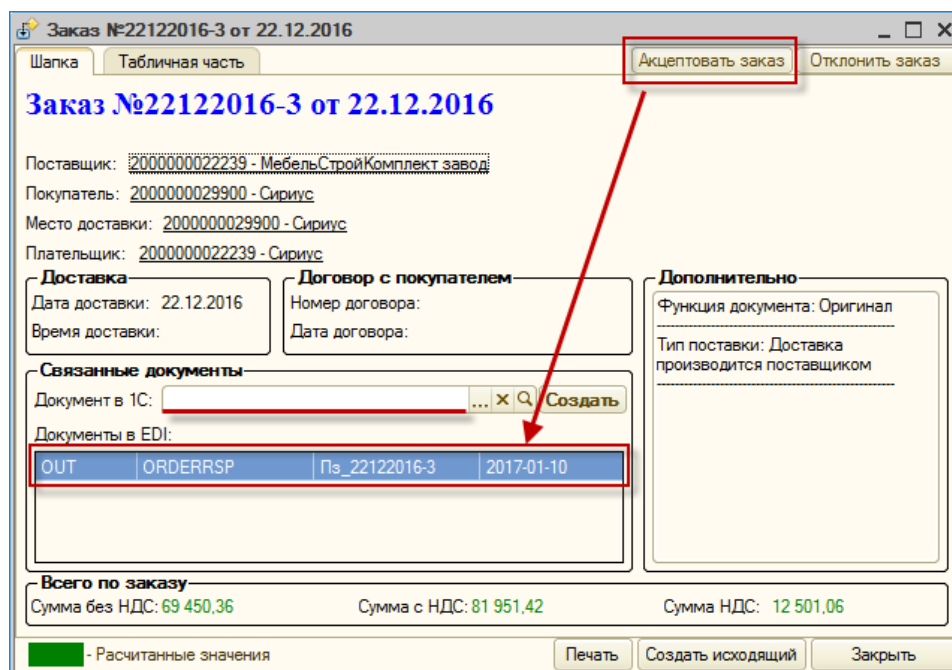 Заказ №22122016-3 от 22.12.2016
Шапка Табличная часть Акцептовать заказ Отклонить заказ
Заказ №22122016-3 от 22.12.2016
Поставщик: 2000000022239 - МебельСтройКомплект завод
Покупатель: 2000000029900 - Сириус
Место доставки: 2000000029900 - Сириус
Плательщик: 2000000022239 - Сириус
Доставка
Дата доставки: 22.12.2016
Время доставки:
Договор с покупателем
Номер договора:
Дата договора:
Дополнительно
Функция документа: Оригинал
Тип поставки: Доставка
производится поставщиком
Связанные документы
Документ в 1С: ... Создать
Документы в EDI:
OUT ORDERRSP Пз_22122016-3 2017-01-10
Всего по заказу
Сумма без НДС: 69 450,36 Сумма с НДС: 81 951,42 Сумма НДС: 12 501,06
- Расчитанные значения Печать Создать исходящий Закрыть